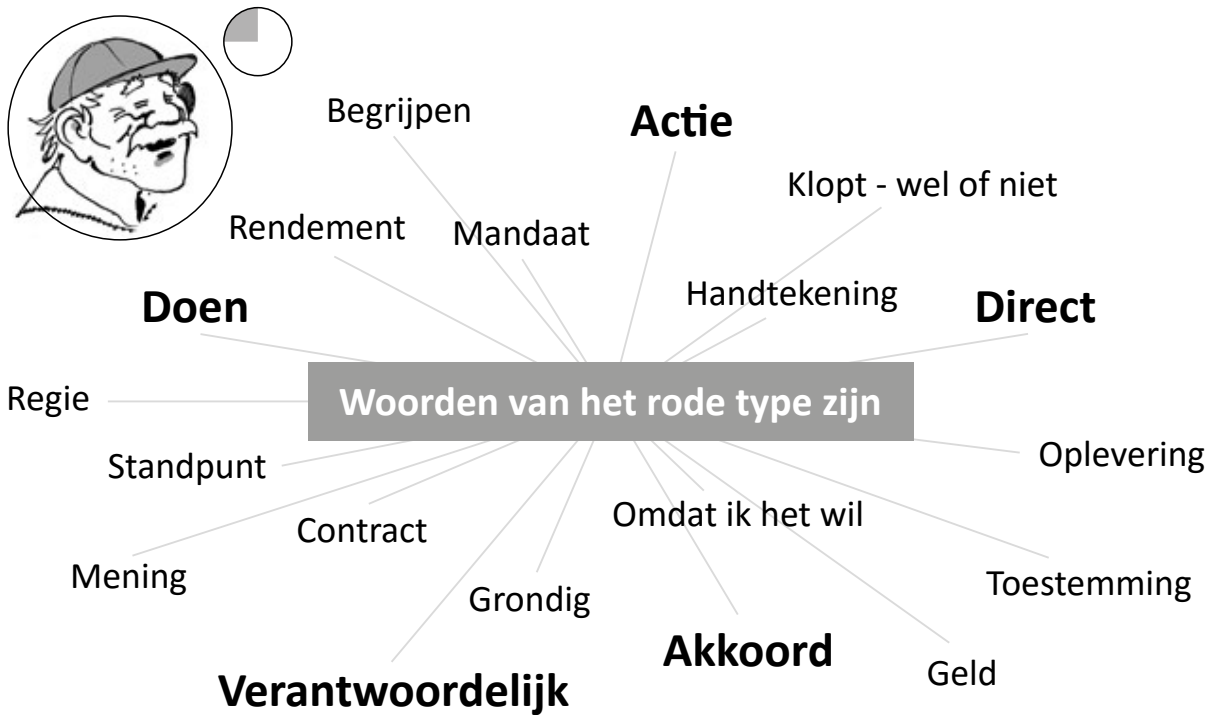 Begrijpen
Actie
Klopt - wel of niet
Rendement
Mandaat
Handtekening
Doen
Direct
Regie
Woorden van het rode type zijn
Standpunt
Oplevering
Omdat ik het wil
Contract
Mening
Toestemming
Grondig
Akkoord
Geld
Verantwoordelijk